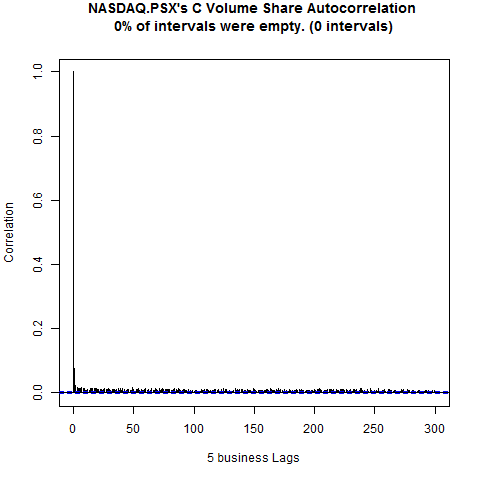 NASDAQ.PSX's C Volume Share Autocorrelation
0% of intervals were empty. (0 intervals)
Correlation
1.0
0.8
0.6
0.4
0.2
0.0
0 50 100 150 200 250 300
5 business Lags